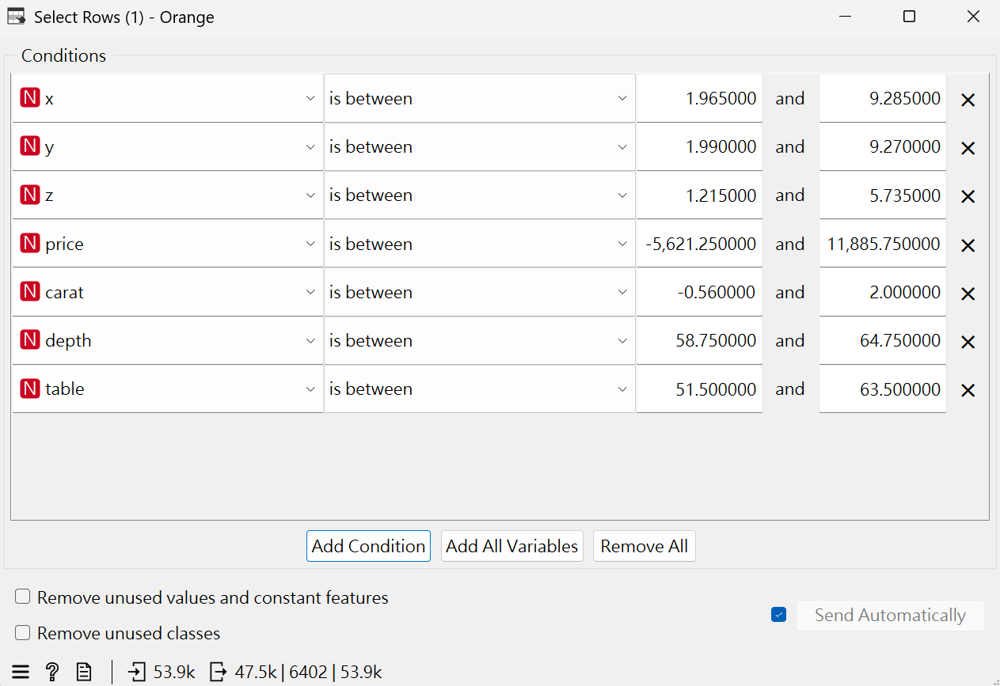 Select Rows (1) - Orange
Conditions
N x is between 1.965000 and 9.285000
N y is between 1.990000 and 9.270000
N z is between 1.215000 and 5.735000
N price is between -5,621.250000 and 11,885.750000
N carat is between -0.560000 and 2.000000
N depth is between 58.750000 and 64.750000
N table is between 51.500000 and 63.500000
Add Condition Add All Variables Remove All
Remove unused values and constant features
Send Automatically
Remove unused classes
? 53.9k 47.5k | 6402 | 53.9k